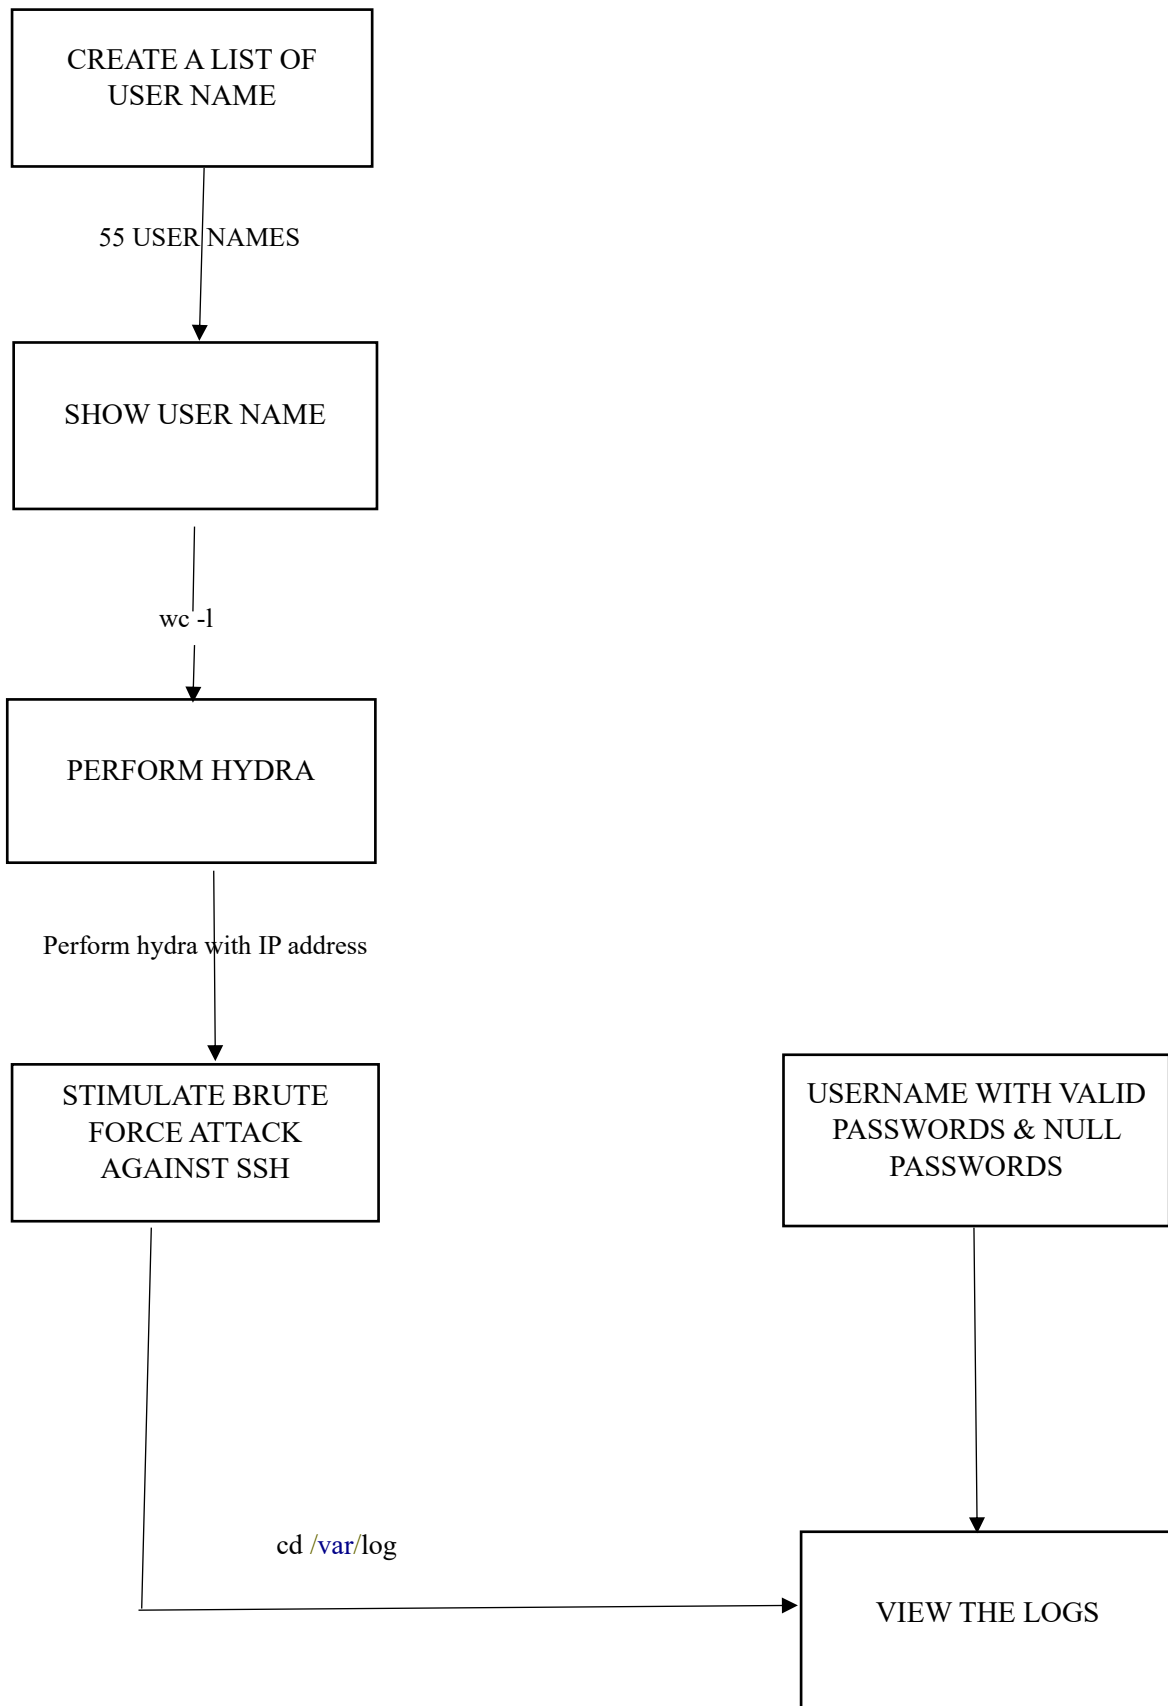 CREATE A LIST OF
USER NAME
55 USER NAMES
SHOW USER NAME
wc -l
PERFORM HYDRA
Perform hydra with IP address
STIMULATE BRUTE
FORCE ATTACK
AGAINST SSH
USERNAME WITH VALID
PASSWORDS & NULL
PASSWORDS
cd /var/log
VIEW THE LOGS